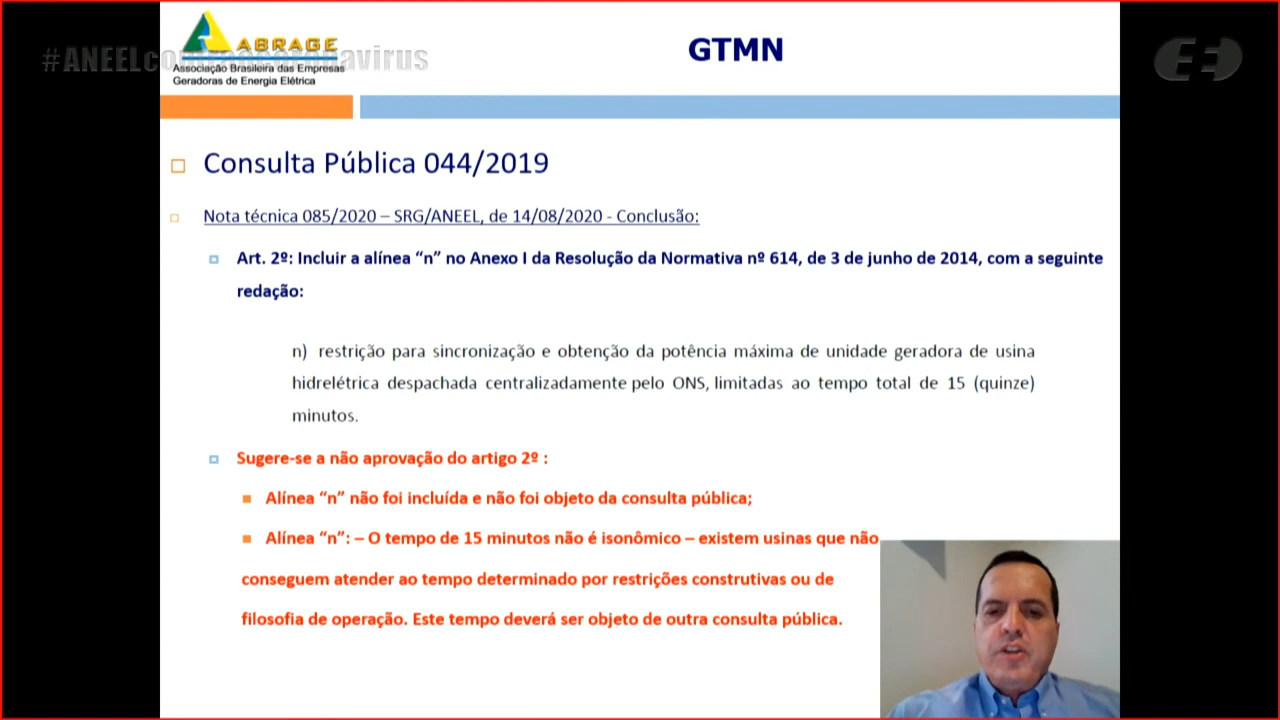 #ANEELcontraocoronavirus
ABRAGE
Associação Brasileira das Empresas
Geradoras de Energia Elétrica
GTMN
Consulta Pública 044/2019
Nota técnica 085/2020 – SRG/ANEEL, de 14/08/2020 - Conclusão:
Art. 2º: Incluir a alínea “n” no Anexo I da Resolução da Normativa nº 614, de 3 de junho de 2014, com a seguinte
redação:
n) restrição para sincronização e obtenção da potência máxima de unidade geradora de usina
hidrelétrica despachada centralizadamente pelo ONS, limitadas ao tempo total de 15 (quinze)
minutos.
Sugere-se a não aprovação do artigo 2º :
Alínea “n” não foi incluída e não foi objeto da consulta pública;
Alínea “n”: – O tempo de 15 minutos não é isonômico – existem usinas que não
conseguem atender ao tempo determinado por restrições construtivas ou de
filosofia de operação. Este tempo deverá ser objeto de outra consulta pública.